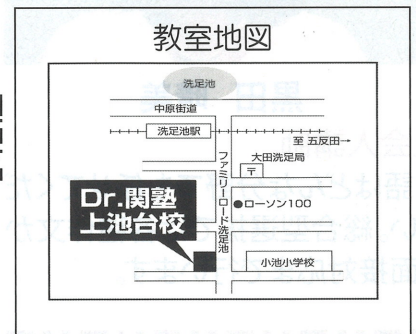 教室地図
洗足池
中原街道
洗足池駅
至 五反田→
ファミリーロード洗足池
大田洗足局
〒
●ローソン100
Dr.関塾
上池台校
小池小学校